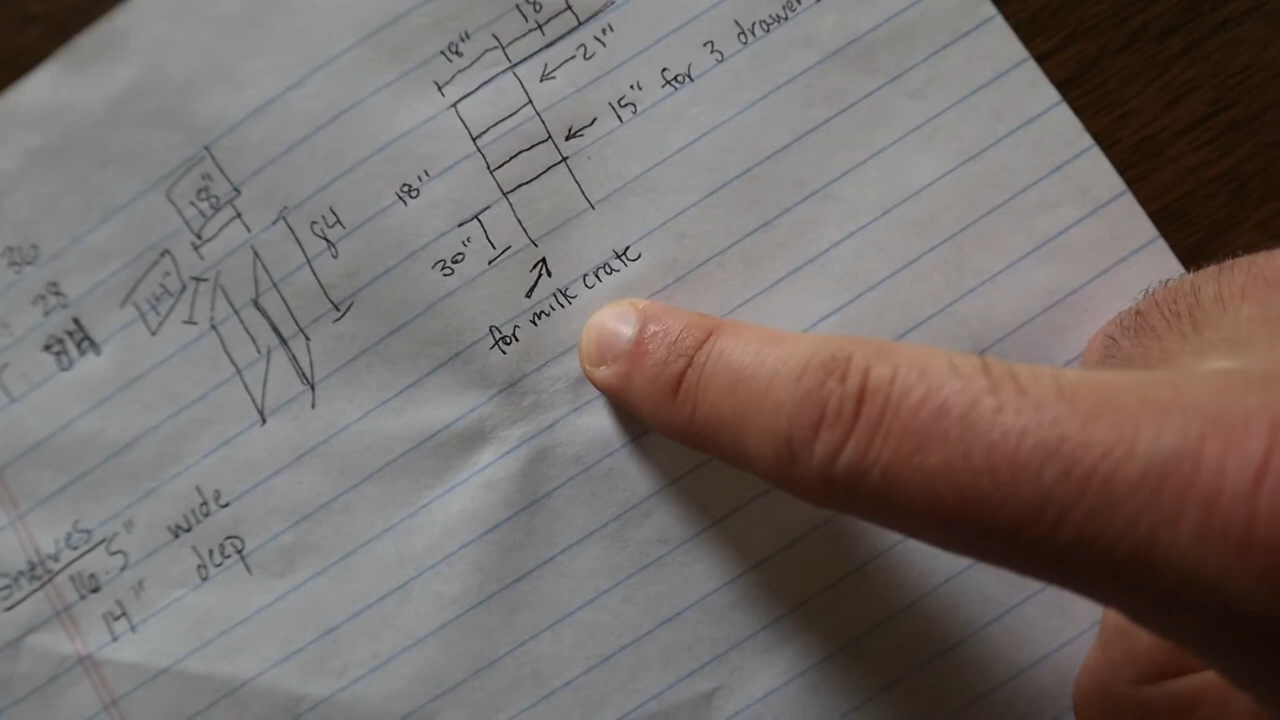 18"
18
21"
15" for 3 drawer
18"
30"
for milk crate
18"
84
14"
30
28
84
Shelves
16.5" wide
14" deep